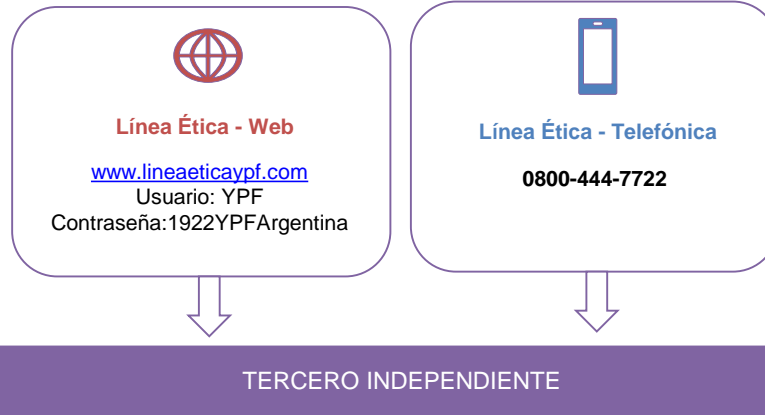 Línea Ética - Web
www.lineaeticaypf.com
Usuario: YPF
Contraseña:1922YPFArgentina
Línea Ética - Telefónica
0800-444-7722
TERCERO INDEPENDIENTE